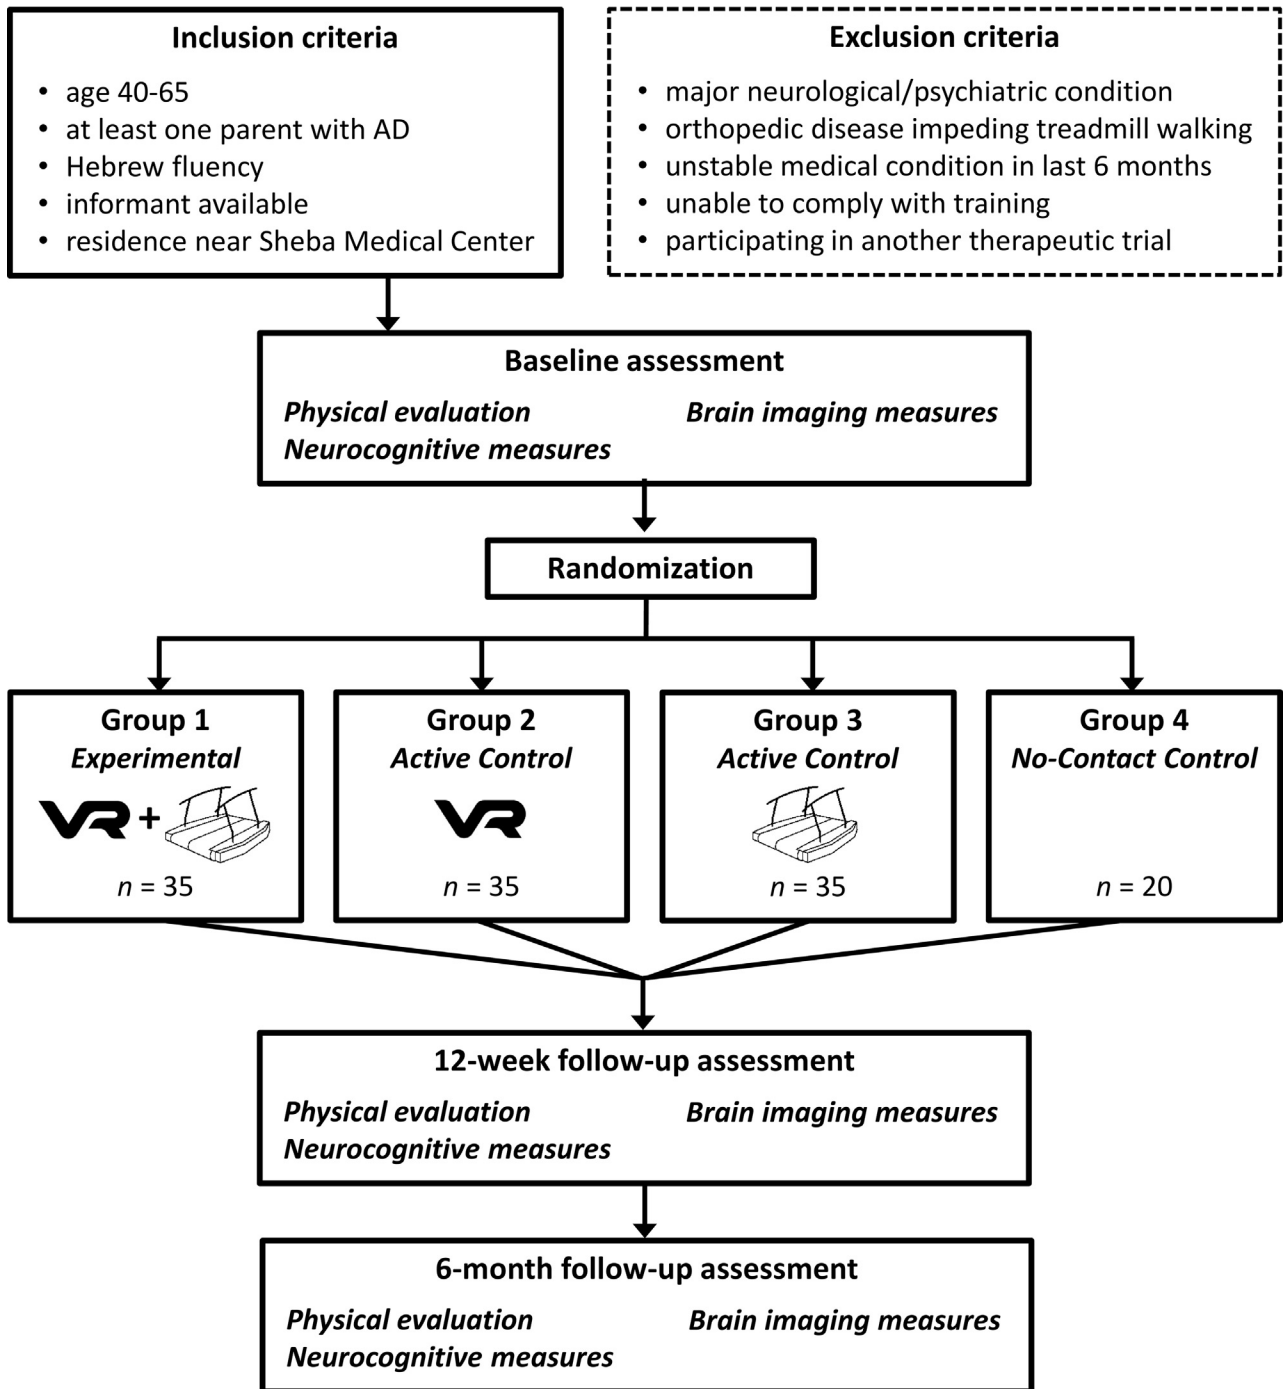 Inclusion criteria
• age 40-65
• at least one parent with AD
• Hebrew fluency
• informant available
• residence near Sheba Medical Center
Exclusion criteria
• major neurological/psychiatric condition
• orthopedic disease impeding treadmill walking
• unstable medical condition in last 6 months
• unable to comply with training
• participating in another therapeutic trial
Baseline assessment
Physical evaluation
Neurocognitive measures
Brain imaging measures
Randomization
Group 1
Experimental
VR +
n = 35
Group 2
Active Control
VR
n = 35
Group 3
Active Control
n = 35
Group 4
No-Contact Control
n = 20
12-week follow-up assessment
Physical evaluation
Neurocognitive measures
Brain imaging measures
6-month follow-up assessment
Physical evaluation
Neurocognitive measures
Brain imaging measures